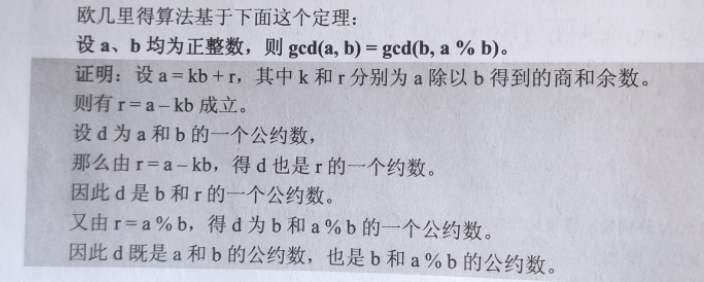 欧几里得算法基于下面这个定理：
设 a、b 均为正整数，则 gcd(a, b) = gcd(b, a % b)。
证明：设 a = kb + r，其中 k 和 r 分别为 a 除以 b 得到的商和余数。
则有 r = a – kb 成立。
设 d 为 a 和 b 的一个公约数，
那么由 r = a – kb，得 d 也是 r 的一个约数。
因此 d 是 b 和 r 的一个公约数。
又由 r = a % b，得 d 为 b 和 a % b 的一个公约数。
因此 d 既是 a 和 b 的公约数，也是 b 和 a % b 的公约数。